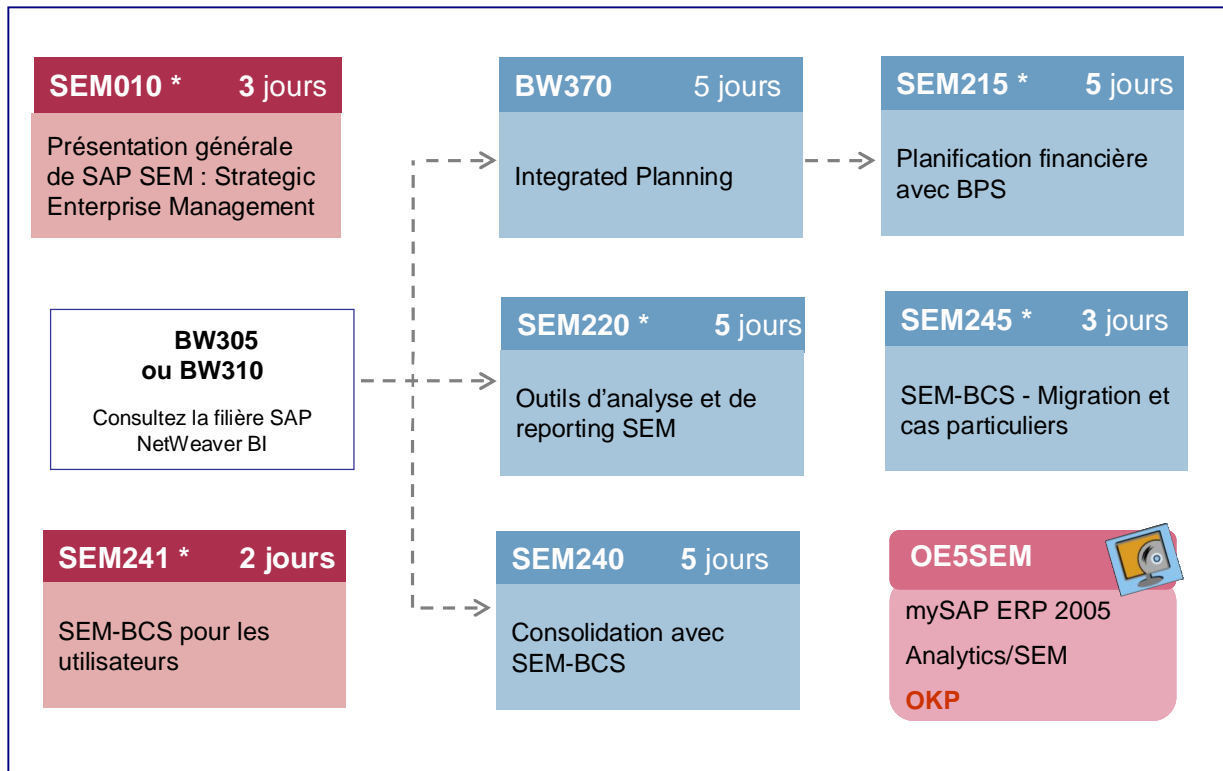 SEM010 * 3 jours
Présentation générale
de SAP SEM : Strategic
Enterprise Management
BW370 5 jours
Integrated Planning
SEM215 * 5 jours
Planification financière
avec BPS
BW305
ou BW310
Consultez la filière SAP
NetWeaver BI
SEM220 * 5 jours
Outils d’analyse et de
reporting SEM
SEM245 * 3 jours
SEM-BCS - Migration et
cas particuliers
SEM241 * 2 jours
SEM-BCS pour les
utilisateurs
SEM240 5 jours
Consolidation avec
SEM-BCS
OE5SEM
mySAP ERP 2005
Analytics/SEM
OKP